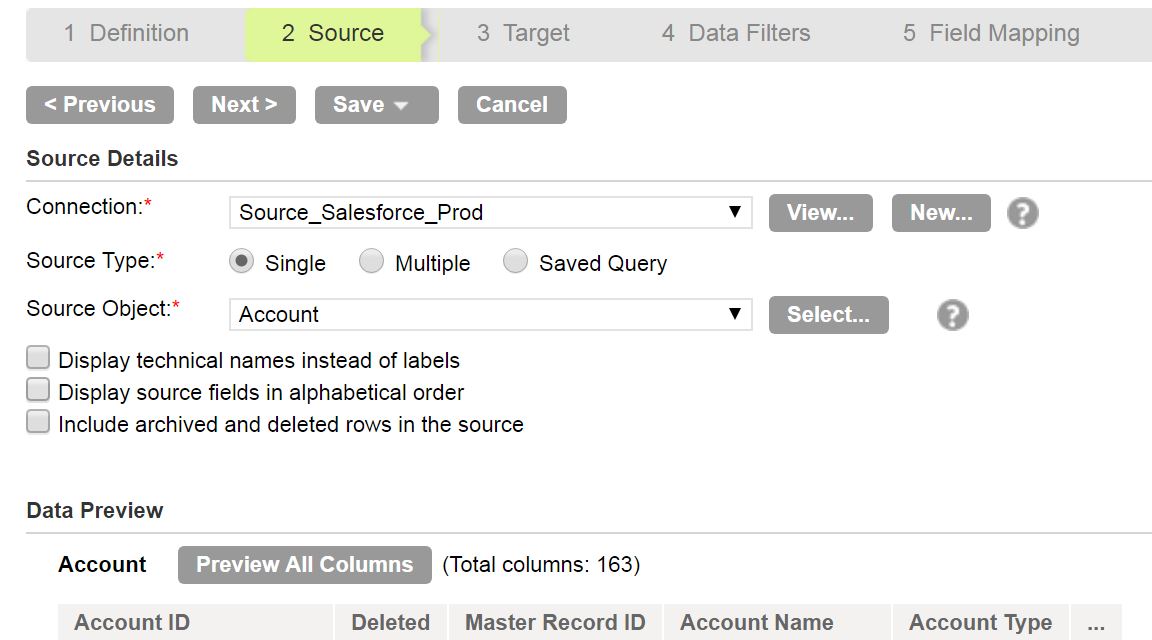 1 Definition 2 Source 3 Target 4 Data Filters 5 Field Mapping
< Previous Next > Save Cancel
Source Details
Connection:* Source_Salesforce_Prod View... New... ?
Source Type:* Single Multiple Saved Query
Source Object:* Account Select... ?
Display technical names instead of labels
Display source fields in alphabetical order
Include archived and deleted rows in the source
Data Preview
Account Preview All Columns (Total columns: 163)
Account ID Deleted Master Record ID Account Name Account Type ...